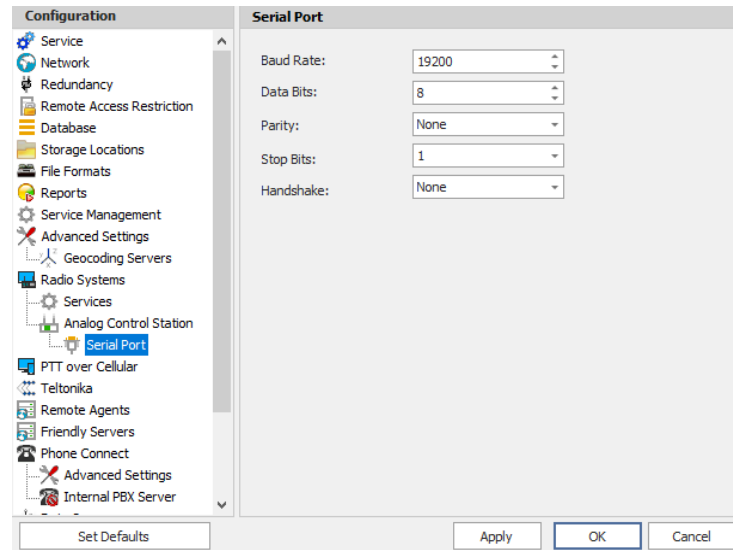 Configuration
Service
Network
Redundancy
Remote Access Restriction
Database
Storage Locations
File Formats
Reports
Service Management
Advanced Settings
Geocoding Servers
Radio Systems
Services
Analog Control Station
Serial Port
PTT over Cellular
Teltonika
Remote Agents
Friendly Servers
Phone Connect
Advanced Settings
Internal PBX Server
Set Defaults
Serial Port
Baud Rate: 19200
Data Bits: 8
Parity: None
Stop Bits: 1
Handshake: None
Apply OK Cancel